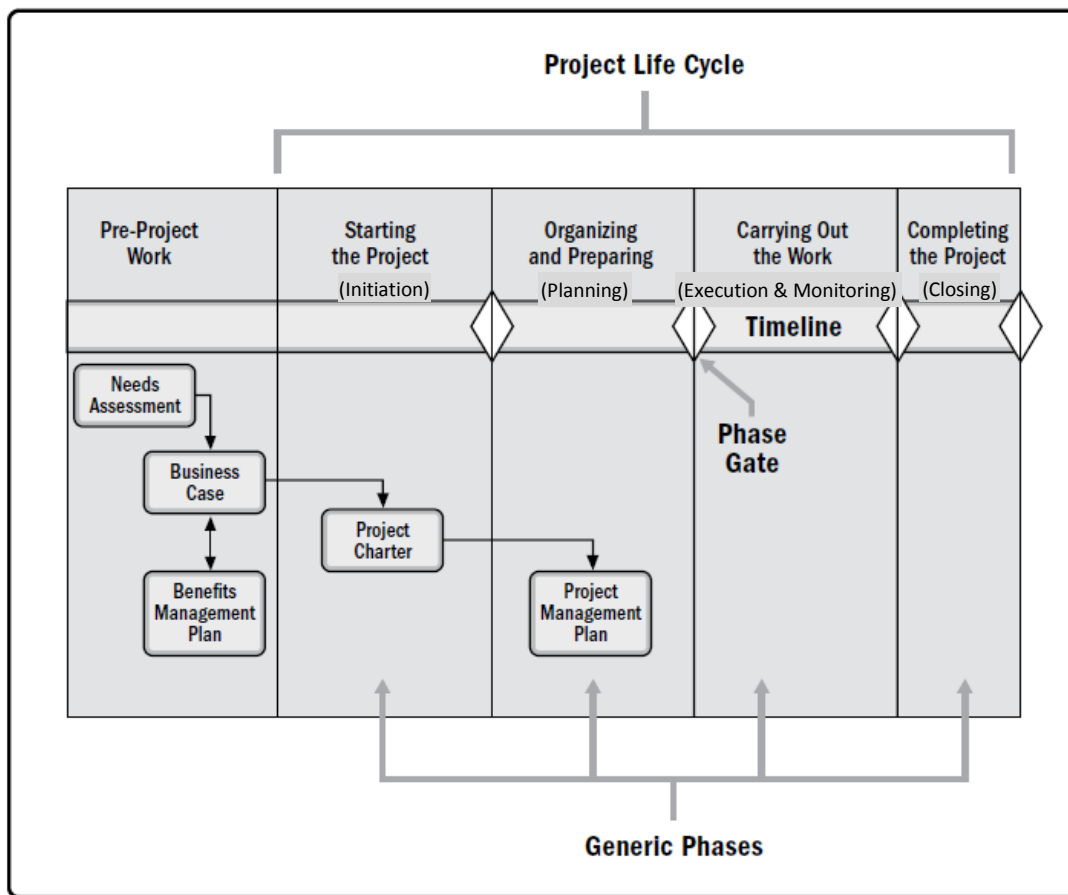 Project Life Cycle
Pre-Project
Work
Starting
the Project
(Initiation)
Organizing
and Preparing
(Planning)
Carrying Out
the Work
(Execution & Monitoring)
Completing
the Project
(Closing)
Timeline
Needs
Assessment
Phase
Gate
Business
Case
Project
Charter
Benefits
Management
Plan
Project
Management
Plan
Generic Phases